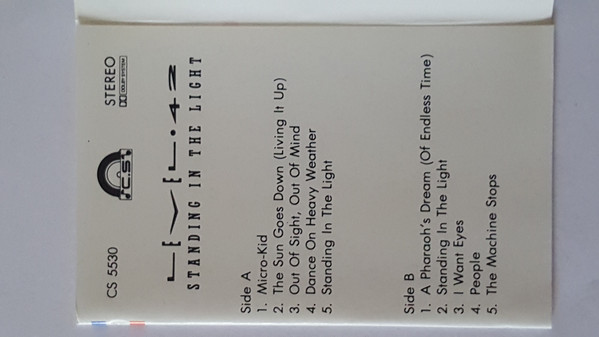 CS 5530
C.S
STEREO
DOLBY SYSTEM
LEVEL·42
STANDING IN THE LIGHT
Side A
1. Micro-Kid
2. The Sun Goes Down (Living It Up)
3. Out Of Sight, Out Of Mind
4. Dance On Heavy Weather
5. Standing In The Light
Side B
1. A Pharaoh's Dream (Of Endless Time)
2. Standing In The Light
3. I Want Eyes
4. People
5. The Machine Stops